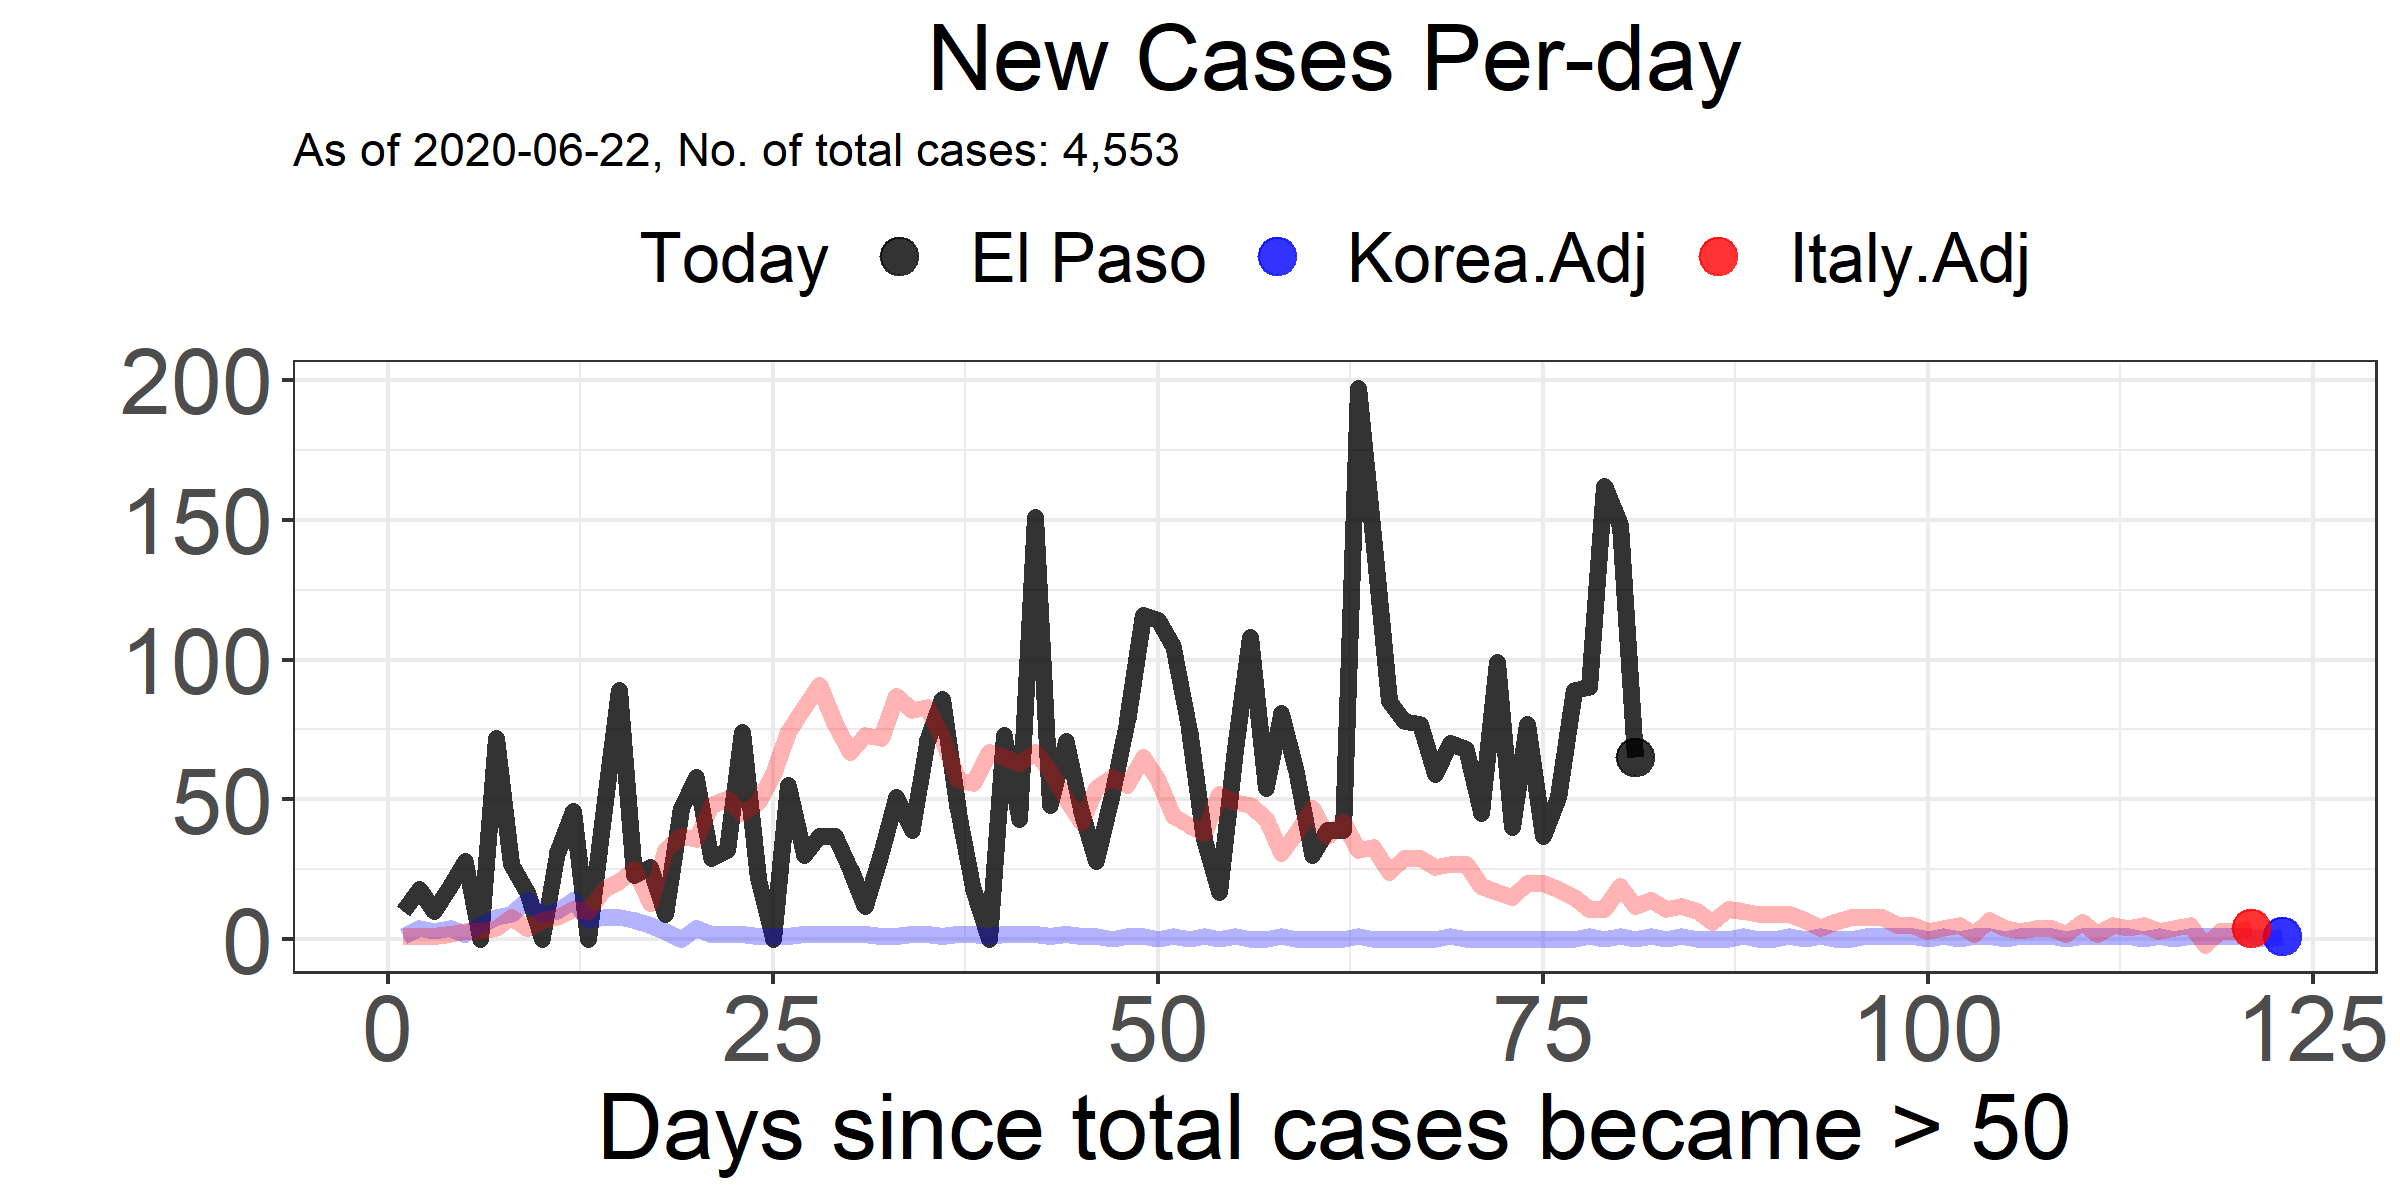 New Cases Per-day
As of 2020-06-22, No. of total cases: 4,553
Today El Paso Korea.Adj Italy.Adj
200
150
100
50
0
0 25 50 75 100 125
Days since total cases became > 50